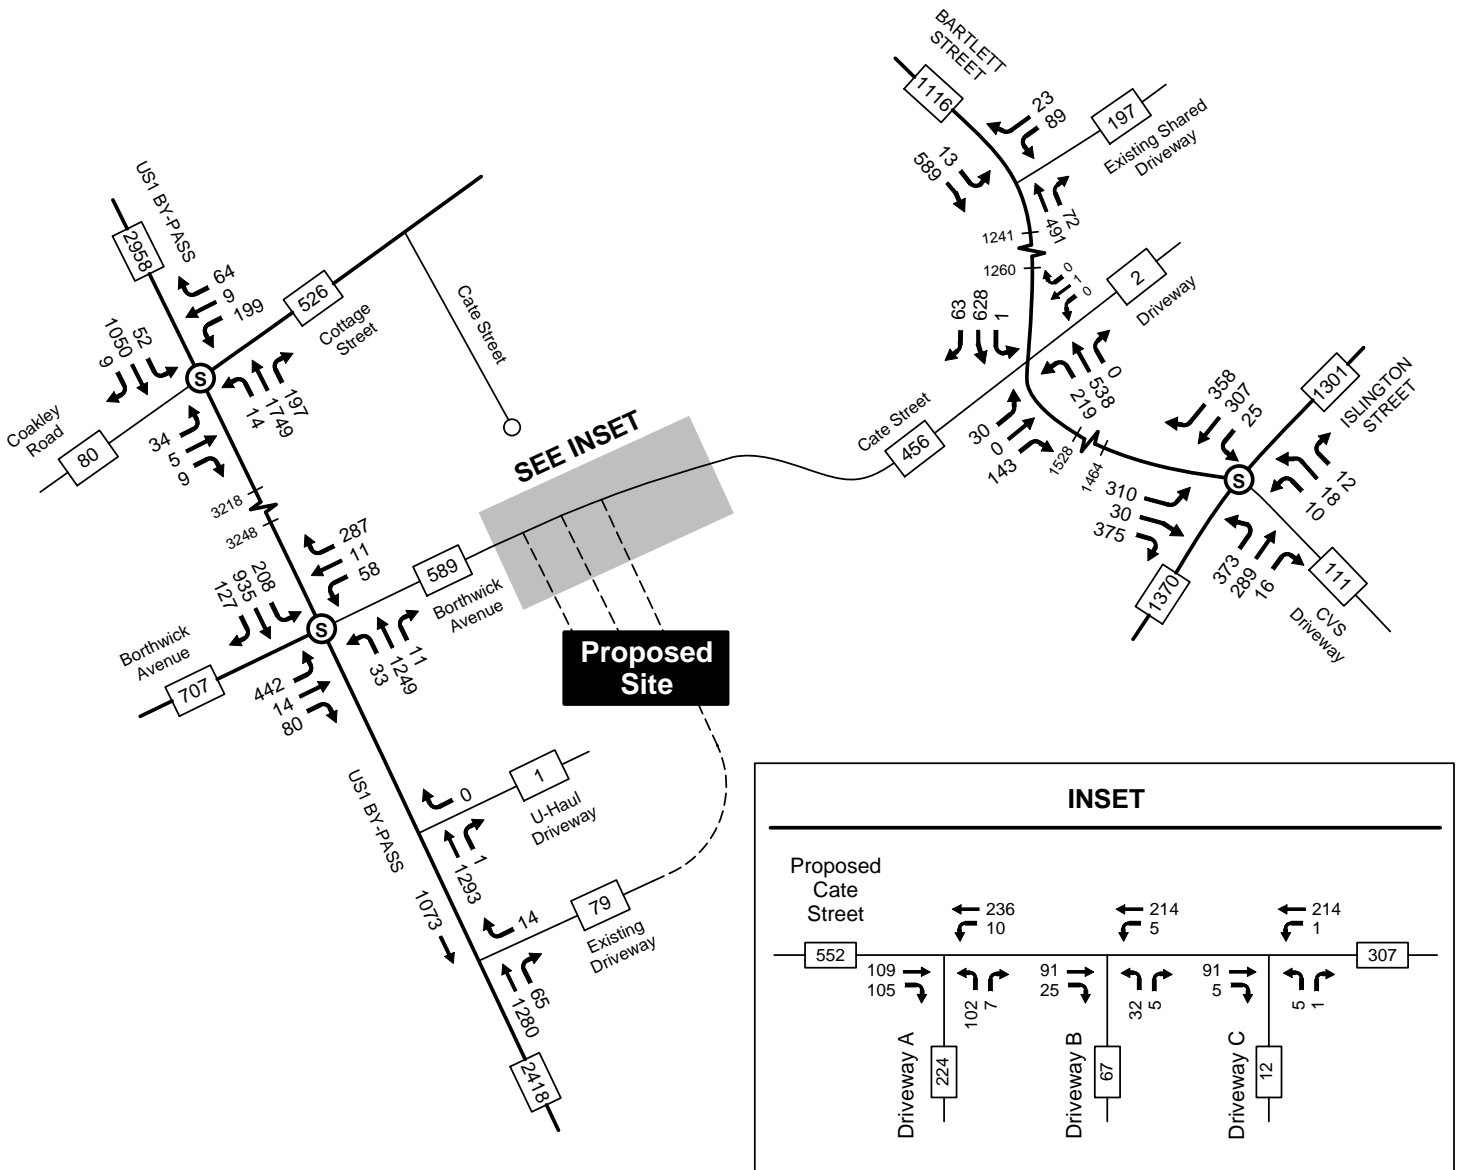 BARTLETT
STREET
1116
23
89
197
Existing Shared
Driveway
13
589
72
491
1241
1260
0
1
0
2
Driveway
63
628
1
0
538
219
Cate Street
456
30
0
143
1528
1464
358
307
25
1301
ISLINGTON
STREET
310
30
375
12
18
10
373
289
16
111
CVS
Driveway
1370
US1 BY-PASS
2958
64
9
199
526
Cottage
Street
Cate Street
52
1050
9
S
197
1749
14
Coakley
Road
80
34
5
9
3218
3248
SEE INSET
287
11
58
208
935
127
589
Borthwick
Avenue
S
S
11
1249
33
Borthwick
Avenue
707
442
14
80
Proposed
Site
US1 BY-PASS
0
1
U-Haul
Driveway
1
1293
1073
14
79
Existing
Driveway
65
1280
2418
INSET
Proposed
Cate
Street
236
10
214
5
214
1
552
307
109
105
102
7
91
25
32
5
91
5
5
1
Driveway A
224
Driveway B
67
Driveway C
12